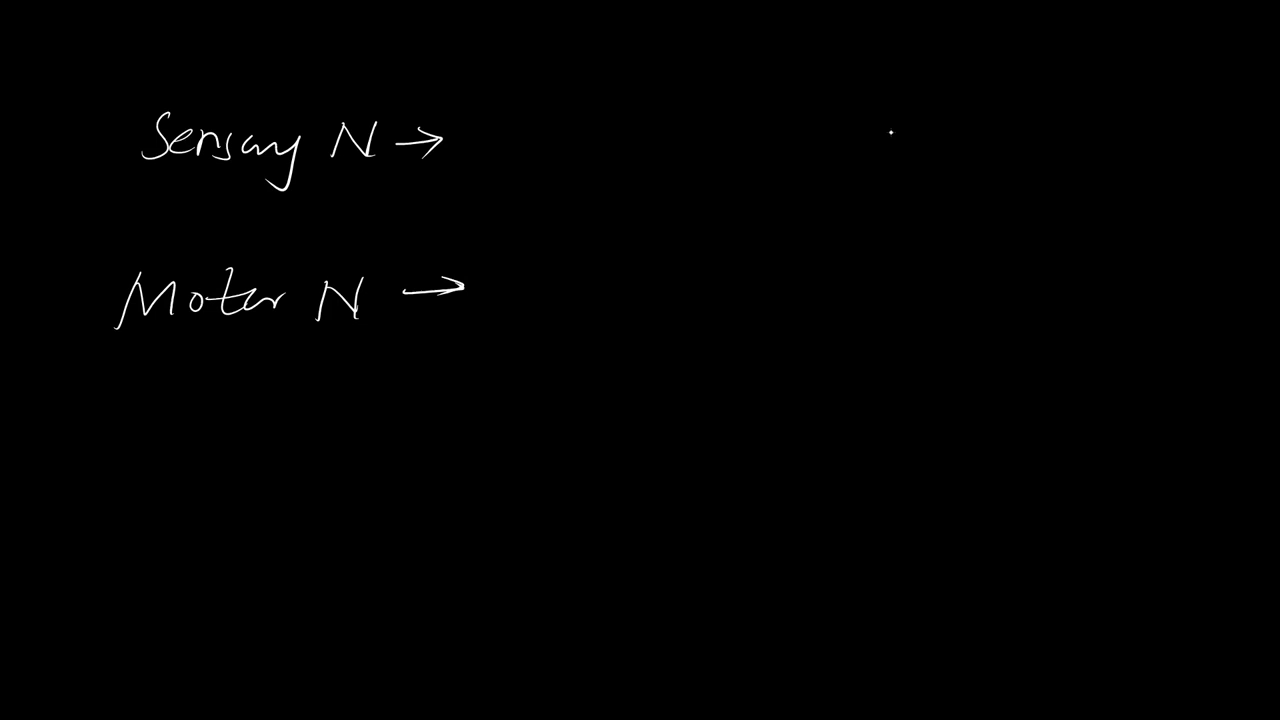 Sensory N →
Motor N →